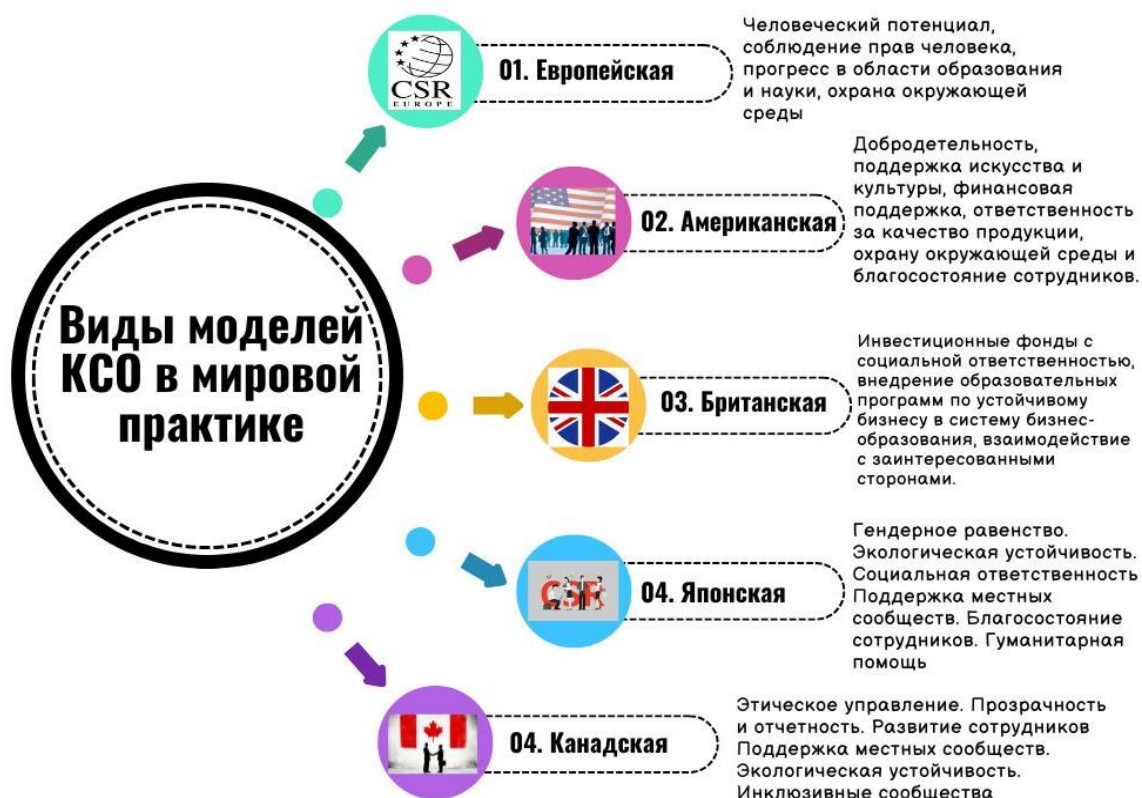 Виды моделей
КСО в мировой
практике
CSR
EUROPE
01. Европейская
Человеческий потенциал,
соблюдение прав человека,
прогресс в области образования
и науки, охрана окружающей
среды
02. Американская
Добродетельность,
поддержка искусства и
культуры, финансовая
поддержка, ответственность
за качество продукции,
охрану окружающей среды и
благосостояние сотрудников.
03. Британская
Инвестиционные фонды с
социальной ответственностью,
внедрение образовательных
программ по устойчивому
бизнесу в систему бизнес-
образования, взаимодействие
с заинтересованными
сторонами.
CSR
04. Японская
Гендерное равенство.
Экологическая устойчивость.
Социальная ответственность
Поддержка местных
сообществ. Благосостояние
сотрудников. Гуманитарная
помощь
04. Канадская
Этическое управление. Прозрачность
и отчетность. Развитие сотрудников
Поддержка местных сообществ.
Экологическая устойчивость.
Инклюзивные сообщества